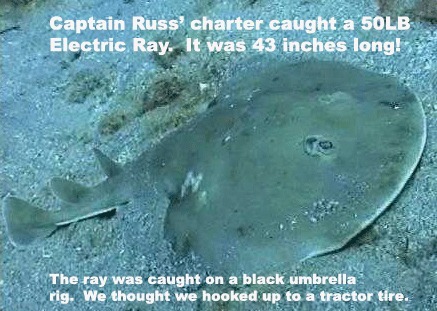 Captain Russ' charter caught a 50LB
Electric Ray.  It was 43 inches long!
The ray was caught on a black umbrella
rig.  We thought we hooked up to a tractor tire.